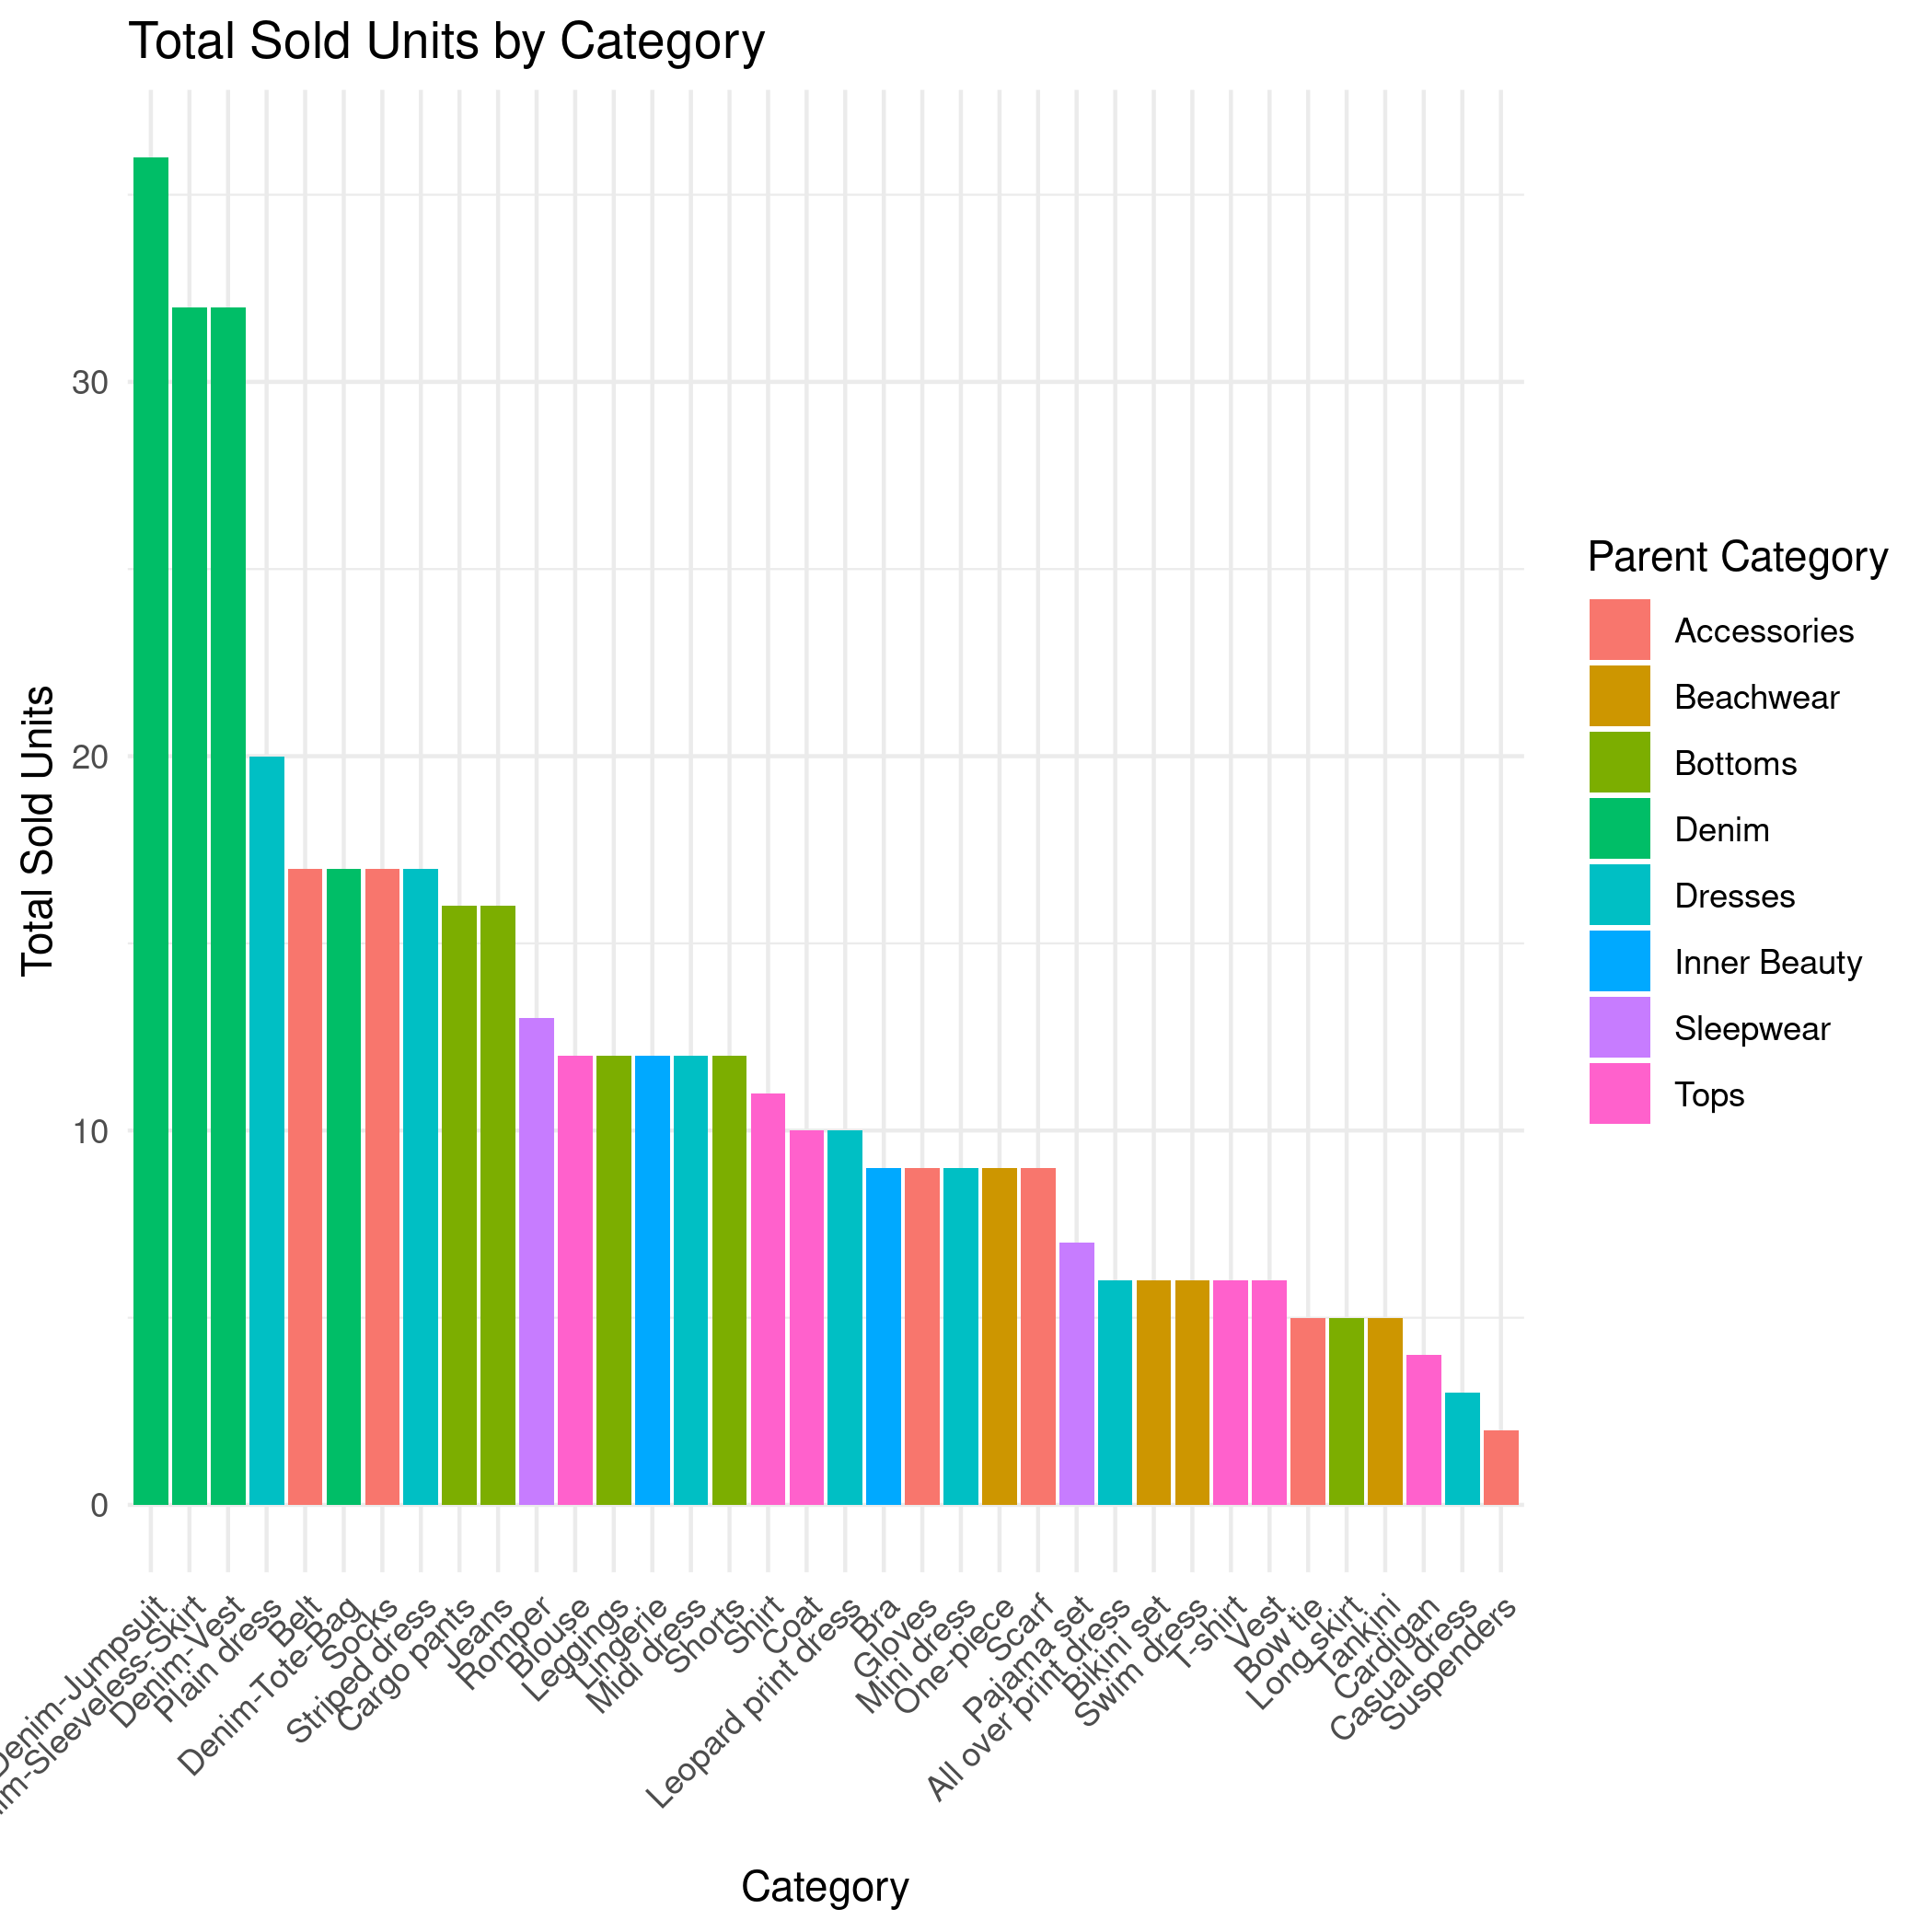 Total Sold Units by Category
Total Sold Units
30
20
10
0
Denim-Jumpsuit
m-Sleeveless-Skirt
Denim-Vest
Plain dress
Belt
Denim-Tote-Bag
Socks
Striped dress
Cargo pants
Jeans
Romper
Blouse
Leggings
Lingerie
Midi dress
Shorts
Shirt
Coat
Leopard print dress
Bra
Gloves
Mini dress
One-piece
Scarf
Pajama set
All over print dress
Bikini set
Swim dress
T-shirt
Vest
Bow tie
Long skirt
Tankini
Cardigan
Casual dress
Suspenders
Category
Parent Category
Accessories
Beachwear
Bottoms
Denim
Dresses
Inner Beauty
Sleepwear
Tops